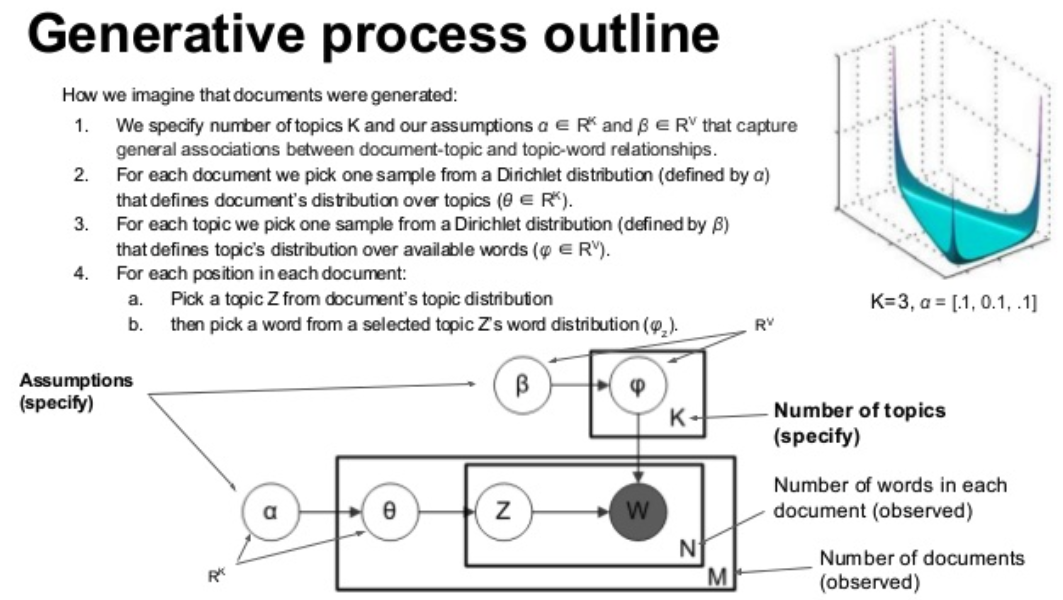 Generative process outline
How we imagine that documents were generated:
1. We specify number of topics K and our assumptions α ∈ Rᴷ and β ∈ Rⱽ that capture
general associations between document-topic and topic-word relationships.
2. For each document we pick one sample from a Dirichlet distribution (defined by α)
that defines document's distribution over topics (θ ∈ Rᴷ).
3. For each topic we pick one sample from a Dirichlet distribution (defined by β)
that defines topic's distribution over available words (φ ∈ Rⱽ).
4. For each position in each document:
a. Pick a topic Z from document's topic distribution
b. then pick a word from a selected topic Z's word distribution (φ_z).
K=3, α = [.1, 0.1, .1]
Rⱽ
Assumptions
(specify)
β
φ
K
Number of topics
(specify)
α
θ
Z
W
N
M
Number of words in each
document (observed)
Number of documents
(observed)
Rᴷ